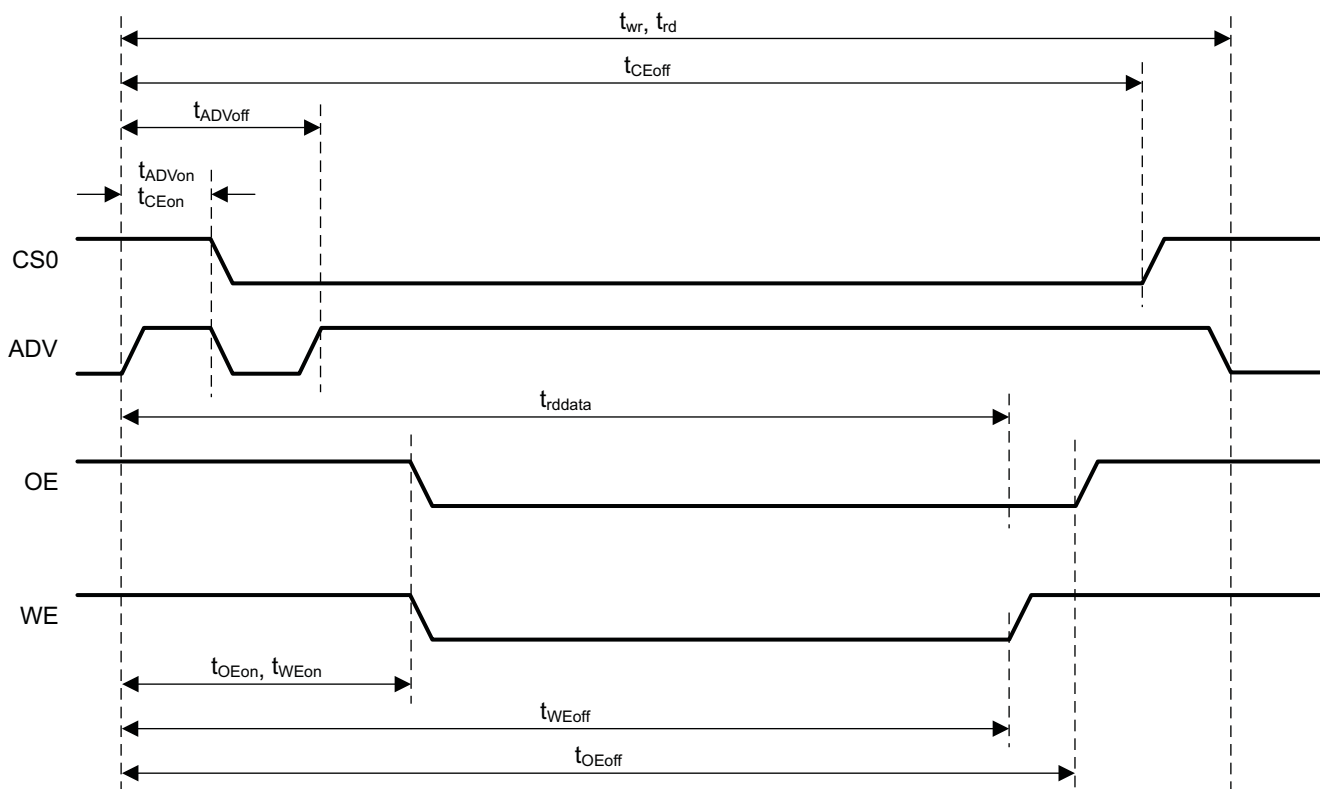 twr, trd
tCEoff
tADVoff
tADVon
tCEon
CS0
ADV
trddata
OE
WE
tOEon, tWEon
tWEoff
tOEoff